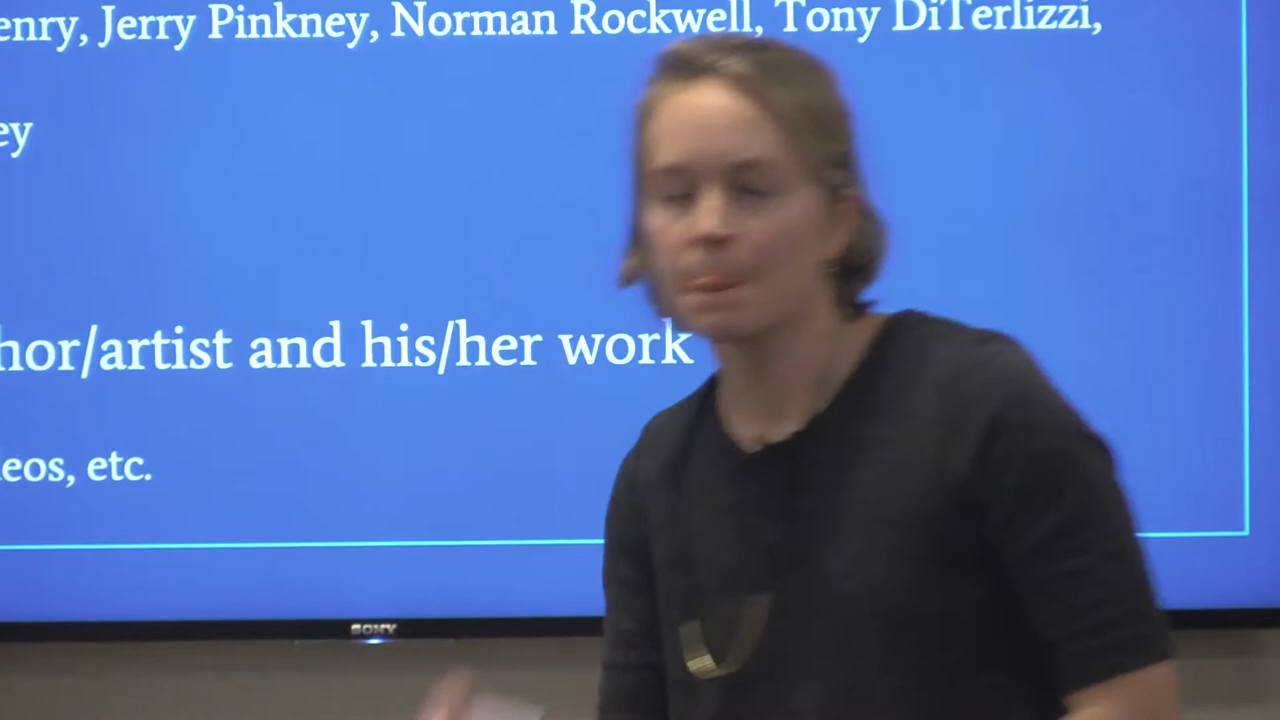 enry, Jerry Pinkney, Norman Rockwell, Tony DiTerlizzi,
ey
hor/artist and his/her work
eos, etc.
SONY